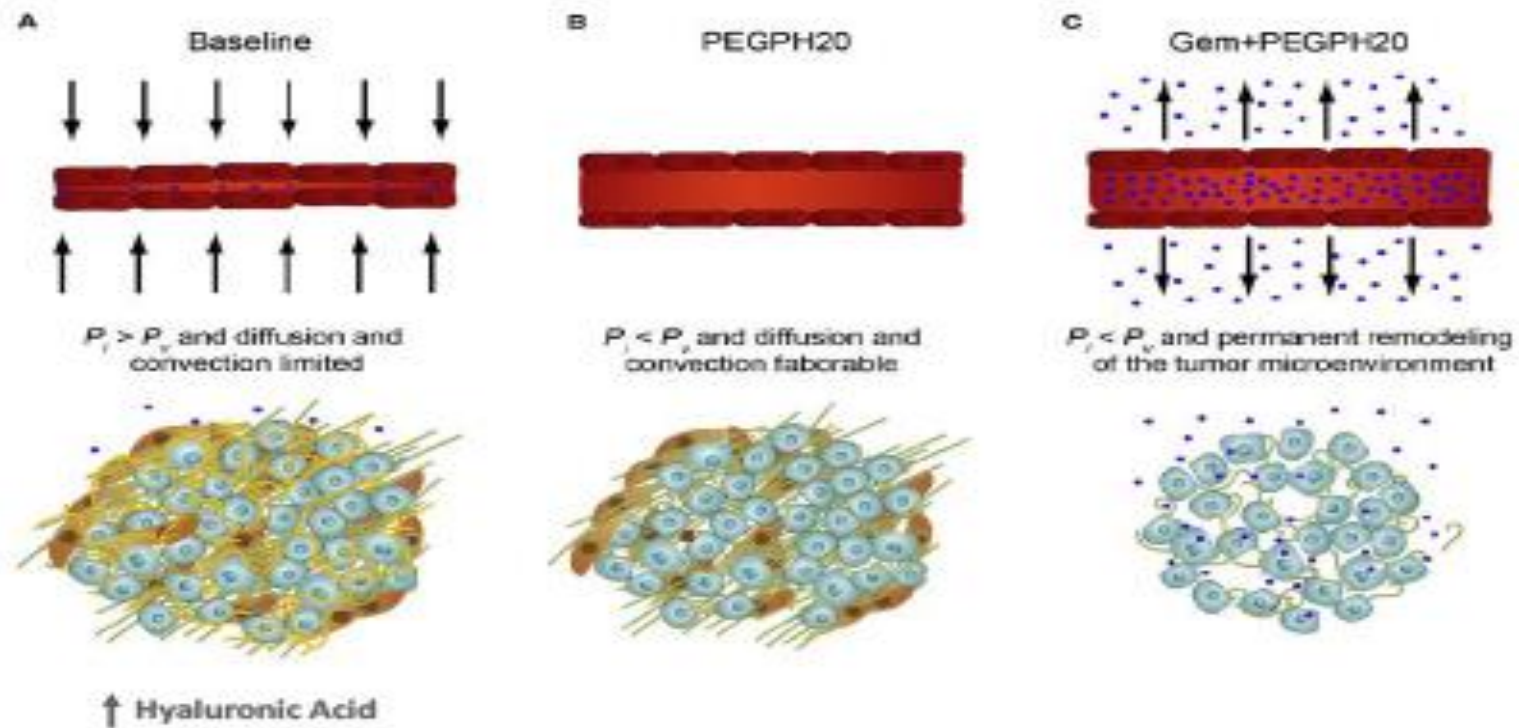 A
Baseline
B
PEGPH20
C
Gem+PEGPH20
Pi > Pv and diffusion and
convection limited
Pi < Pv and diffusion and
convection faborable
Pi < Pv and permanent remodeling
of the tumor microenvironment
↑ Hyaluronic Acid